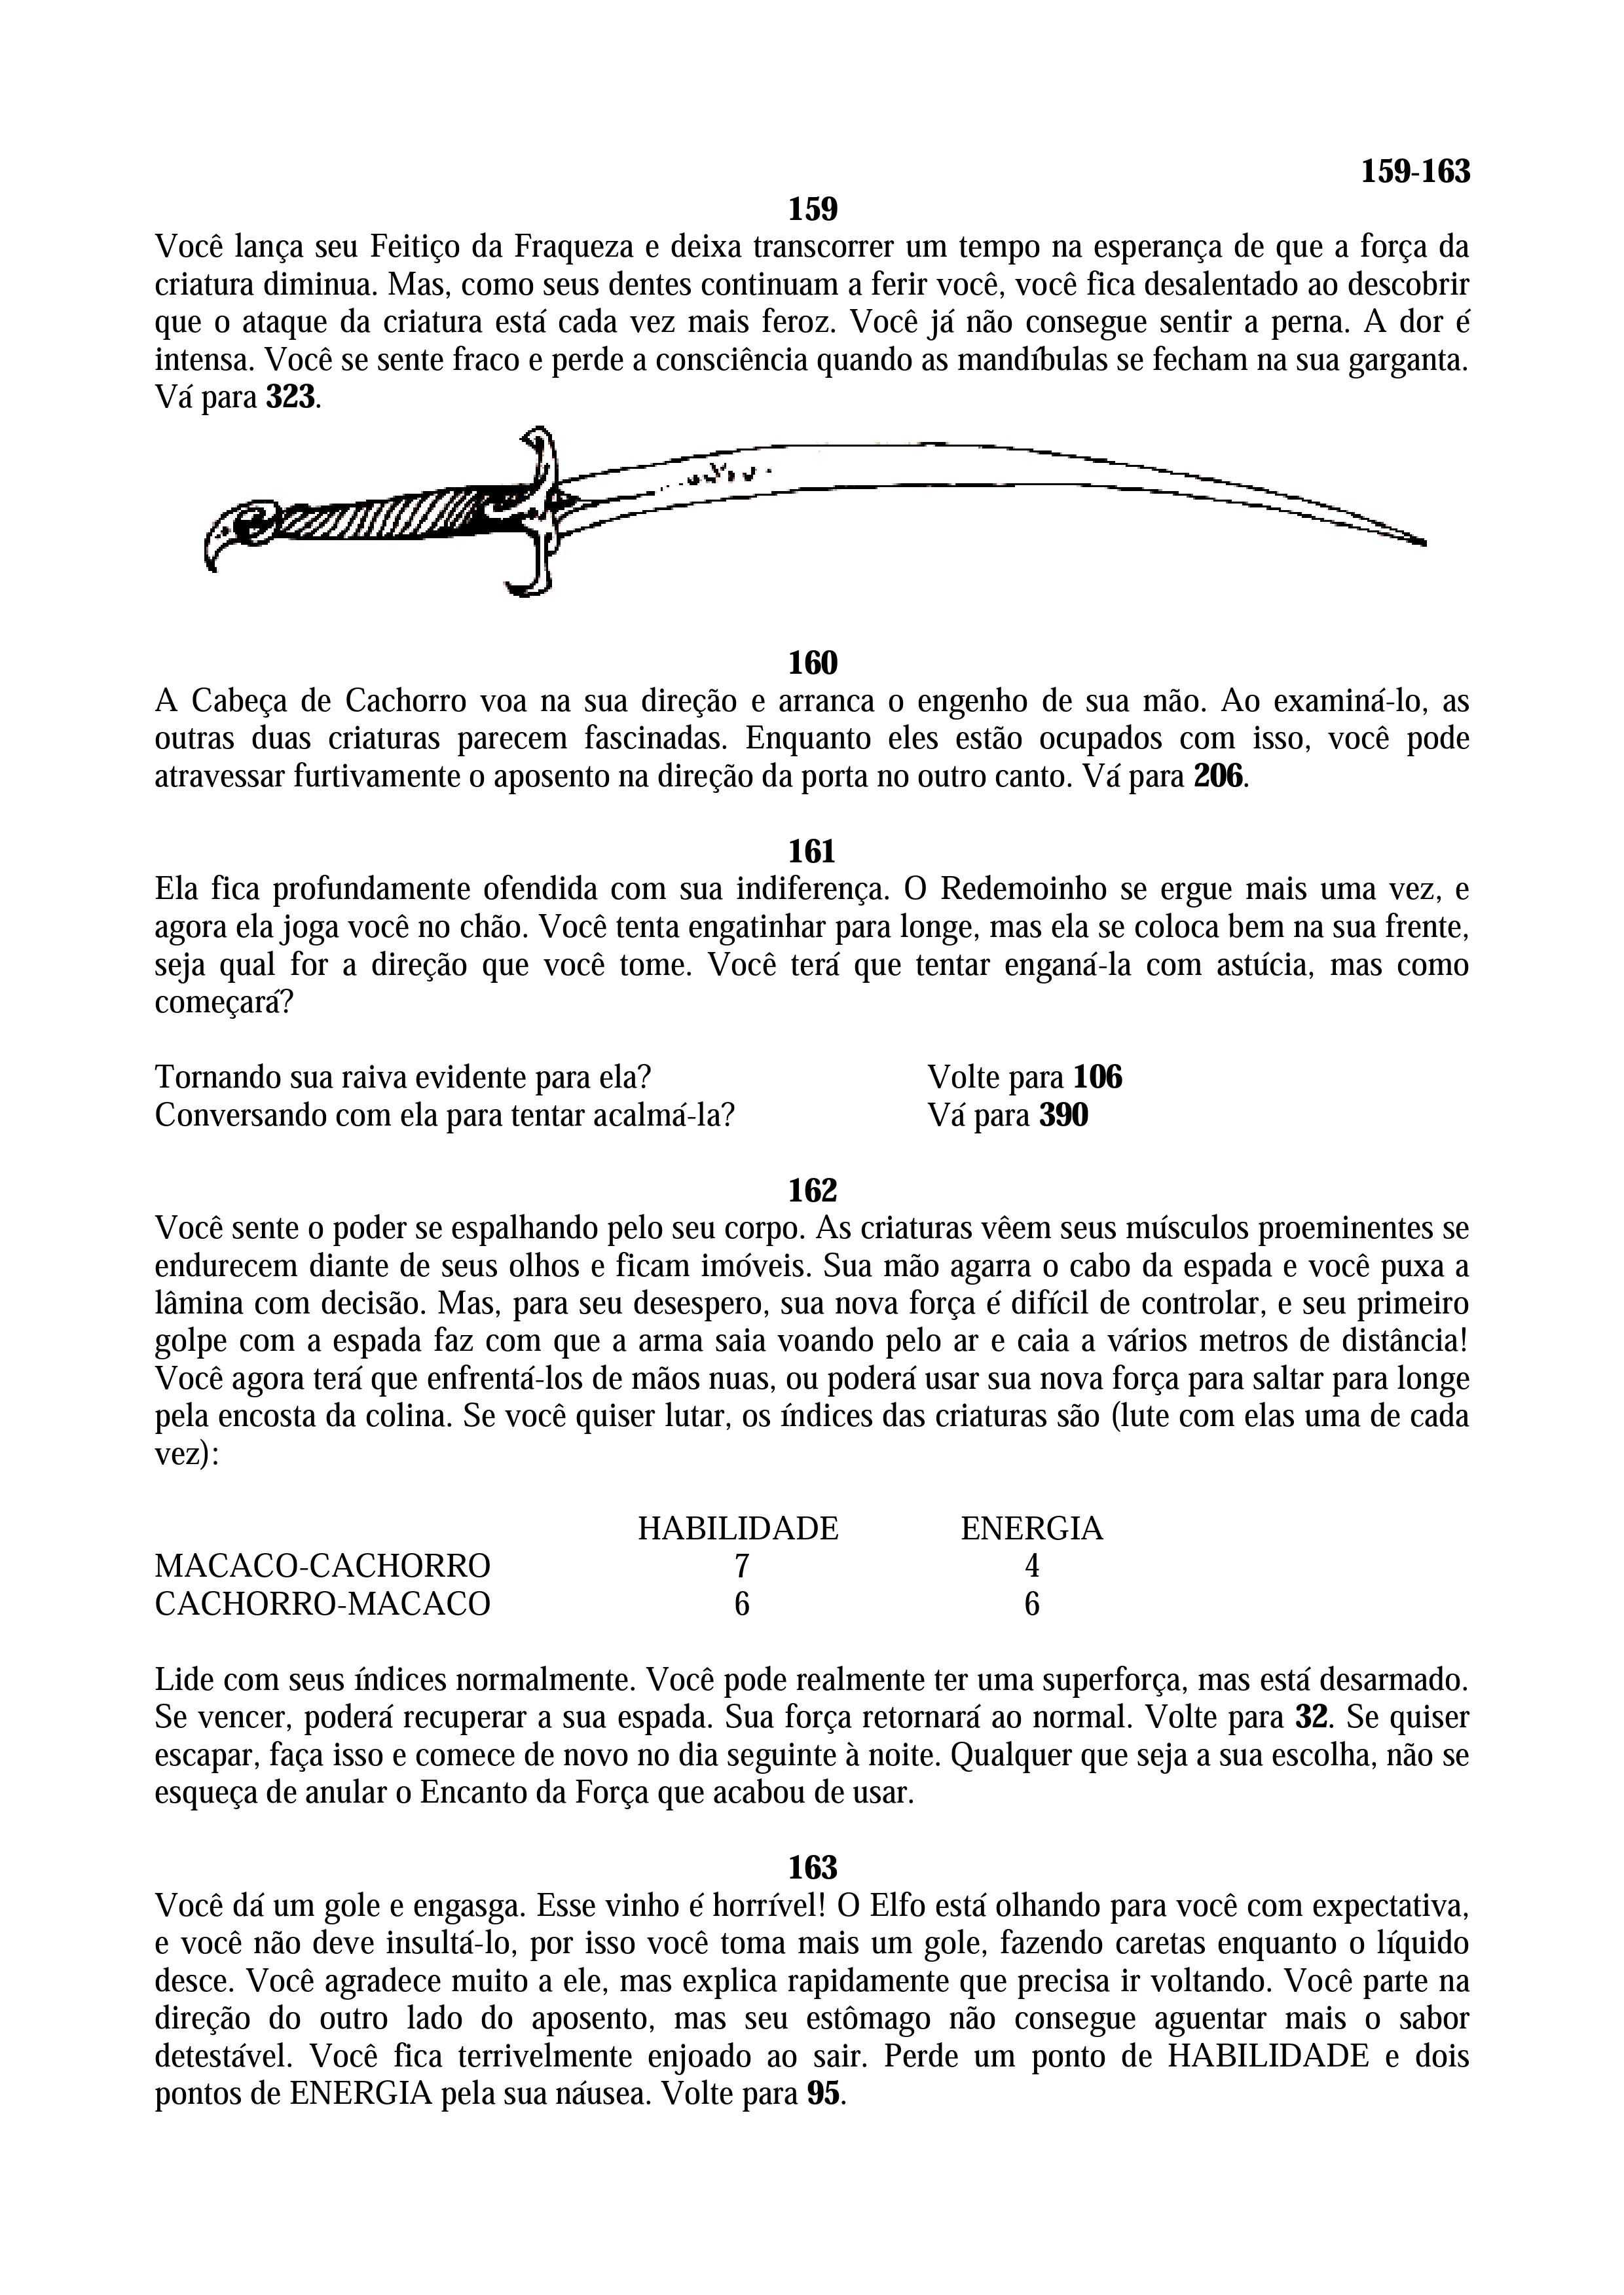 159-163
159
Você lança seu Feitiço da Fraqueza e deixa transcorrer um tempo na esperança de que a força da
criatura diminua. Mas, como seus dentes continuam a ferir você, você fica desalentado ao descobrir
que o ataque da criatura está cada vez mais feroz. Você já não consegue sentir a perna. A dor é
intensa. Você se sente fraco e perde a consciência quando as mandíbulas se fecham na sua garganta.
Vá para 323.
160
A Cabeça de Cachorro voa na sua direção e arranca o engenho de sua mão. Ao examiná-lo, as
outras duas criaturas parecem fascinadas. Enquanto eles estão ocupados com isso, você pode
atravessar furtivamente o aposento na direção da porta no outro canto. Vá para 206.
161
Ela fica profundamente ofendida com sua indiferença. O Redemoinho se ergue mais uma vez, e
agora ela joga você no chão. Você tenta engatinhar para longe, mas ela se coloca bem na sua frente,
seja qual for a direção que você tome. Você terá que tentar enganá-la com astúcia, mas como
começará?
Tornando sua raiva evidente para ela? Volte para 106
Conversando com ela para tentar acalmá-la? Vá para 390
162
Você sente o poder se espalhando pelo seu corpo. As criaturas vêem seus músculos proeminentes se
endurecem diante de seus olhos e ficam imóveis. Sua mão agarra o cabo da espada e você puxa a
lâmina com decisão. Mas, para seu desespero, sua nova força é difícil de controlar, e seu primeiro
golpe com a espada faz com que a arma saia voando pelo ar e caia a vários metros de distância!
Você agora terá que enfrentá-los de mãos nuas, ou poderá usar sua nova força para saltar para longe
pela encosta da colina. Se você quiser lutar, os índices das criaturas são (lute com elas uma de cada
vez):
HABILIDADE ENERGIA
MACACO-CACHORRO 7 4
CACHORRO-MACACO 6 6
Lide com seus índices normalmente. Você pode realmente ter uma superforça, mas está desarmado.
Se vencer, poderá recuperar a sua espada. Sua força retornará ao normal. Volte para 32. Se quiser
escapar, faça isso e comece de novo no dia seguinte à noite. Qualquer que seja a sua escolha, não se
esqueça de anular o Encanto da Força que acabou de usar.
163
Você dá um gole e engasga. Esse vinho é horrível! O Elfo está olhando para você com expectativa,
e você não deve insultá-lo, por isso você toma mais um gole, fazendo caretas enquanto o líquido
desce. Você agradece muito a ele, mas explica rapidamente que precisa ir voltando. Você parte na
direção do outro lado do aposento, mas seu estômago não consegue aguentar mais o sabor
detestável. Você fica terrivelmente enjoado ao sair. Perde um ponto de HABILIDADE e dois
pontos de ENERGIA pela sua náusea. Volte para 95.